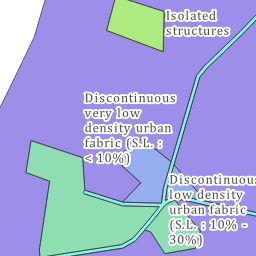 Isolated
structures
Discontinuous
very low
density urban
fabric (S.L. :
< 10%)
Discontinuous
low density
urban fabric
(S.L. : 10% -
30%)